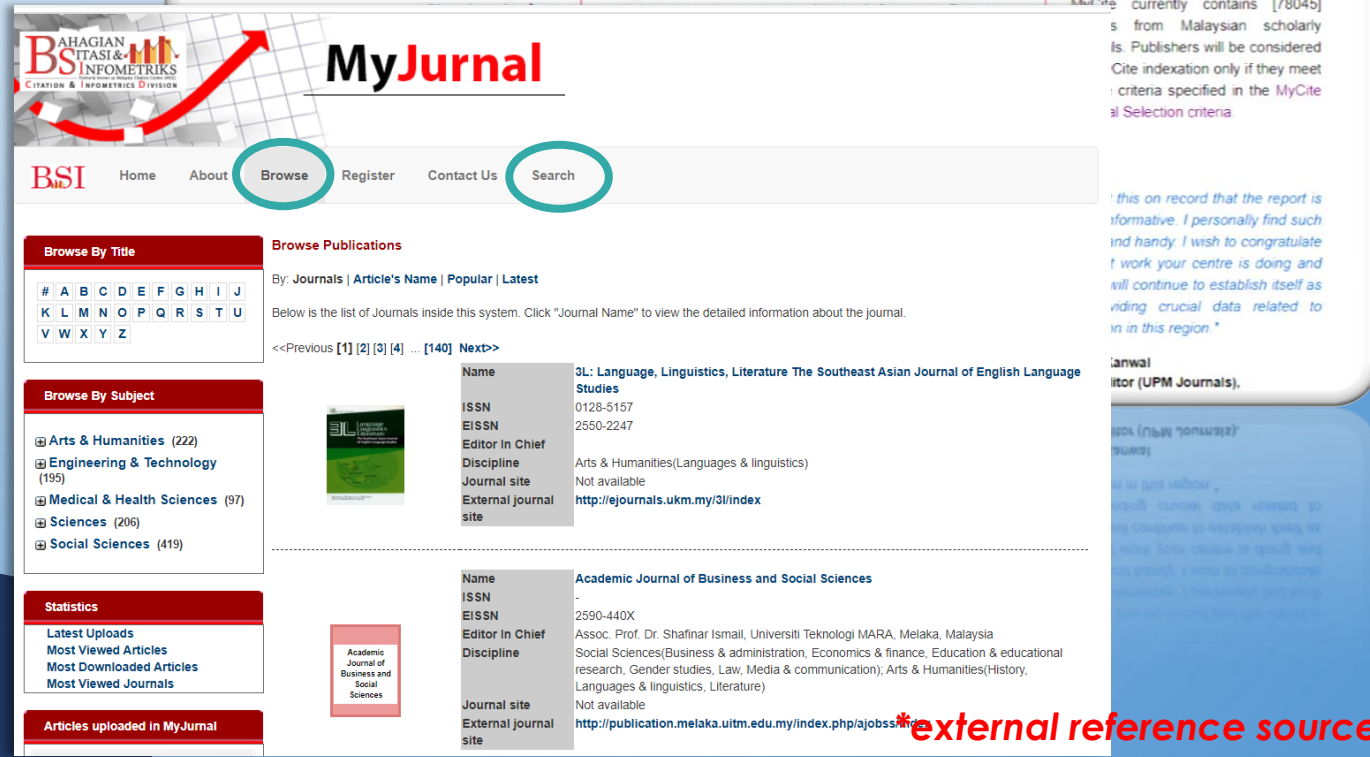 BAHAGIAN
SITASI &
INFOMETRIKS
CITATION & INFOMETRICS DIVISION
MyJurnal
BSI Home About Browse Register Contact Us Search
Browse By Title
# A B C D E F G H I J
K L M N O P Q R S T U
V W X Y Z
Browse By Subject
Arts & Humanities (222)
Engineering & Technology
(195)
Medical & Health Sciences (97)
Sciences (206)
Social Sciences (419)
Statistics
Latest Uploads
Most Viewed Articles
Most Downloaded Articles
Most Viewed Journals
Articles uploaded in MyJurnal
Browse Publications
By: Journals | Article's Name | Popular | Latest
Below is the list of Journals inside this system. Click "Journal Name" to view the detailed information about the journal.
<<Previous [1] [2] [3] [4] ... [140] Next>>
Language
Linguistics
Literature
Name 3L: Language, Linguistics, Literature The Southeast Asian Journal of English Language
Studies
ISSN 0128-5157
EISSN 2550-2247
Editor In Chief
Discipline Arts & Humanities(Languages & linguistics)
Journal site Not available
External journal http://ejournals.ukm.my/3l/index
site
Academic
Journal of
Business and
Social
Sciences
Name Academic Journal of Business and Social Sciences
ISSN -
EISSN 2590-440X
Editor In Chief Assoc. Prof. Dr. Shafinar Ismail, Universiti Teknologi MARA, Melaka, Malaysia
Discipline Social Sciences(Business & administration, Economics & finance, Education & educational
research, Gender studies, Law, Media & communication); Arts & Humanities(History,
Languages & linguistics, Literature)
Journal site Not available
External journal http://publication.melaka.uitm.edu.my/index.php/ajobss/index
site
currently contains [78045]
from Malaysian scholarly
Publishers will be considered
Cite indexation only if they meet
criteria specified in the MyCite
Selection criteria.
this on record that the report is
informative. I personally find such
and handy. I wish to congratulate
work your centre is doing and
will continue to establish itself as
crucial data related to
in this region."
(UPM Journals),
*external reference source